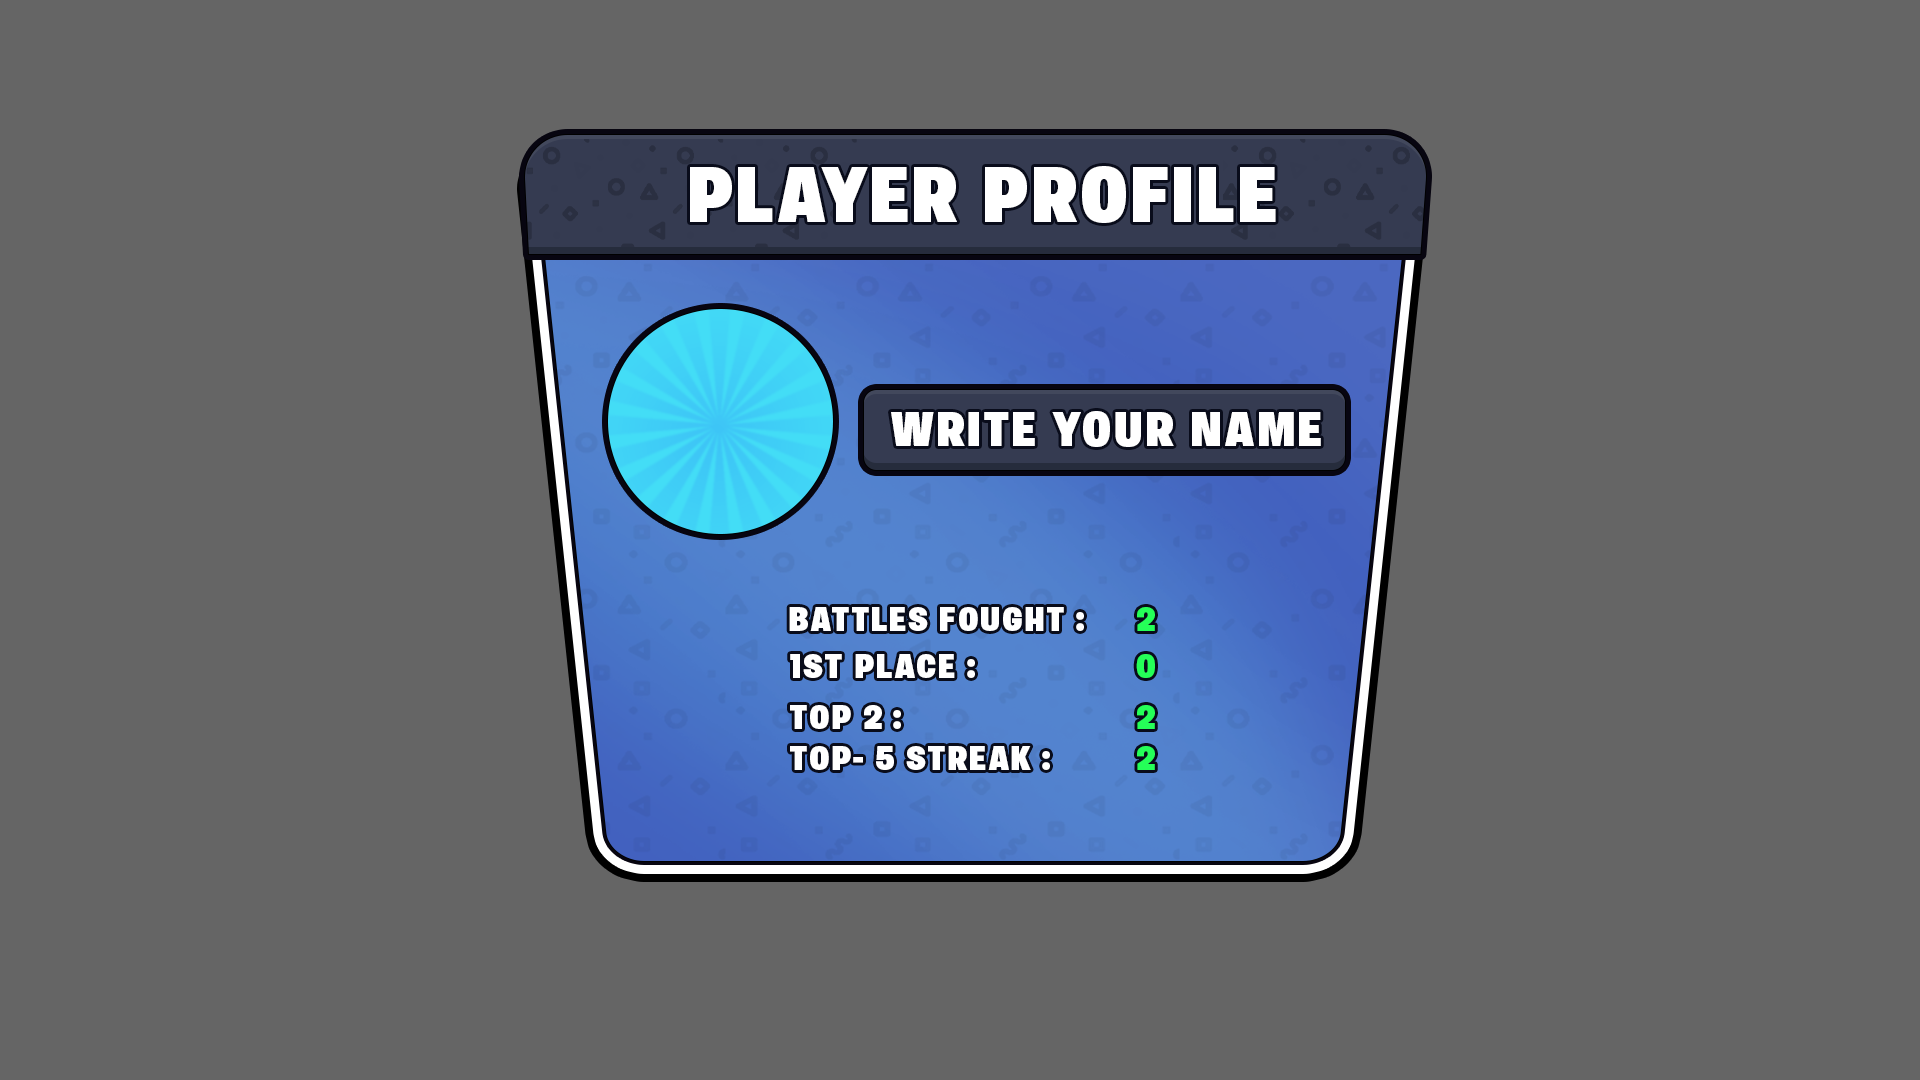 PLAYER PROFILE
WRITE YOUR NAME
BATTLES FOUGHT : 2
1ST PLACE : 0
TOP 2 : 2
TOP- 5 STREAK : 2